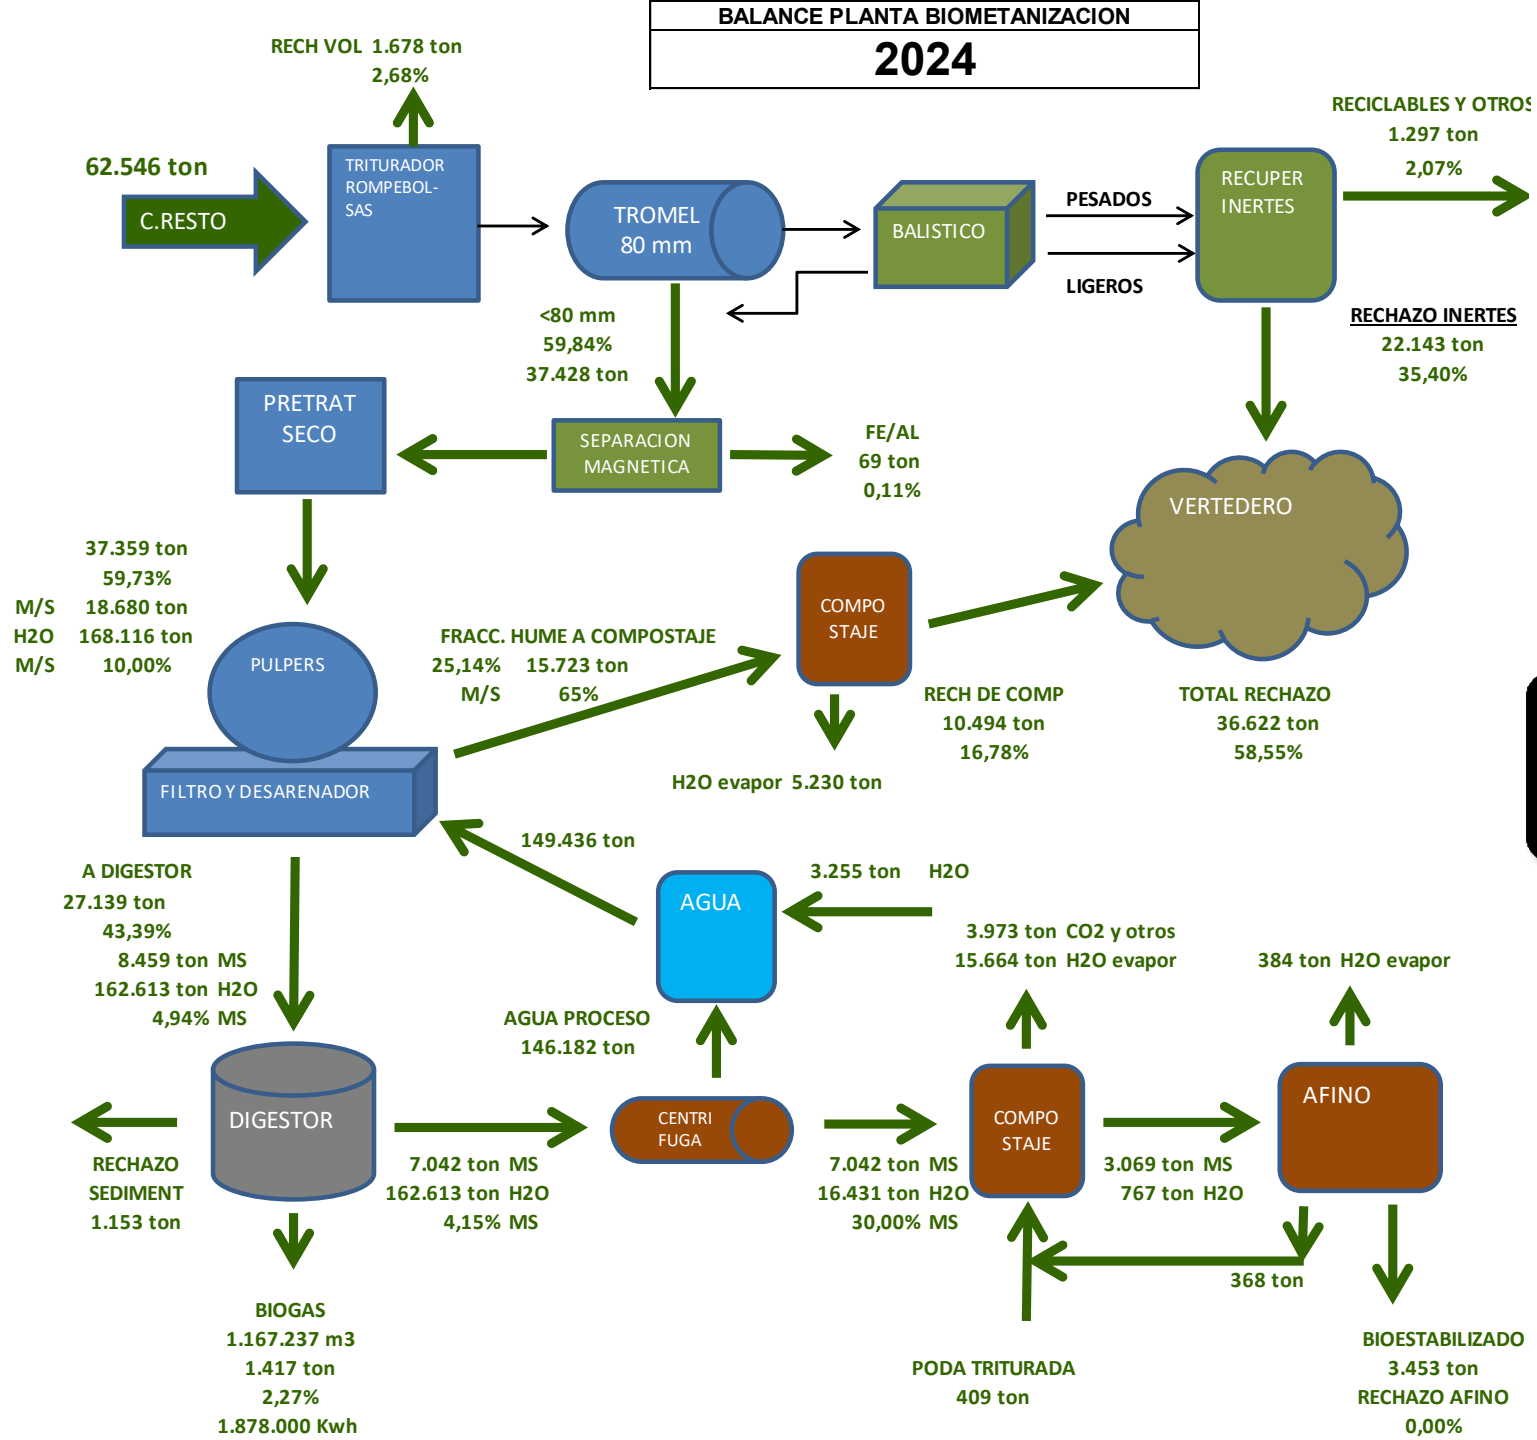 BALANCE PLANTA BIOMETANIZACION
2024
RECH VOL 1.678 ton
2,68%
RECICLABLES Y OTROS
1.297 ton
2,07%
62.546 ton
C.RESTO
TRITURADOR
ROMPEBOL-
SAS
TROMEL
80 mm
BALISTICO
PESADOS
LIGEROS
RECUPER
INERTES
<80 mm
59,84%
37.428 ton
RECHAZO INERTES
22.143 ton
35,40%
PRETRAT
SECO
SEPARACION
MAGNETICA
FE/AL
69 ton
0,11%
VERTEDERO
37.359 ton
59,73%
M/S 18.680 ton
H2O 168.116 ton
M/S 10,00%
PULPERS
FRACC. HUME A COMPOSTAJE
25,14% 15.723 ton
M/S 65%
COMPO
STAJE
RECH DE COMP
10.494 ton
16,78%
TOTAL RECHAZO
36.622 ton
58,55%
H2O evapor 5.230 ton
FILTRO Y DESARENADOR
149.436 ton
A DIGESTOR
27.139 ton
43,39%
8.459 ton MS
162.613 ton H2O
4,94% MS
AGUA
3.255 ton H2O
3.973 ton CO2 y otros
15.664 ton H2O evapor
384 ton H2O evapor
AGUA PROCESO
146.182 ton
DIGESTOR
CENTRI
FUGA
COMPO
STAJE
AFINO
RECHAZO
SEDIMENT
1.153 ton
7.042 ton MS
162.613 ton H2O
4,15% MS
7.042 ton MS
16.431 ton H2O
30,00% MS
3.069 ton MS
767 ton H2O
368 ton
BIOGAS
1.167.237 m3
1.417 ton
2,27%
1.878.000 Kwh
PODA TRITURADA
409 ton
BIOESTABILIZADO
3.453 ton
RECHAZO AFINO
0,00%